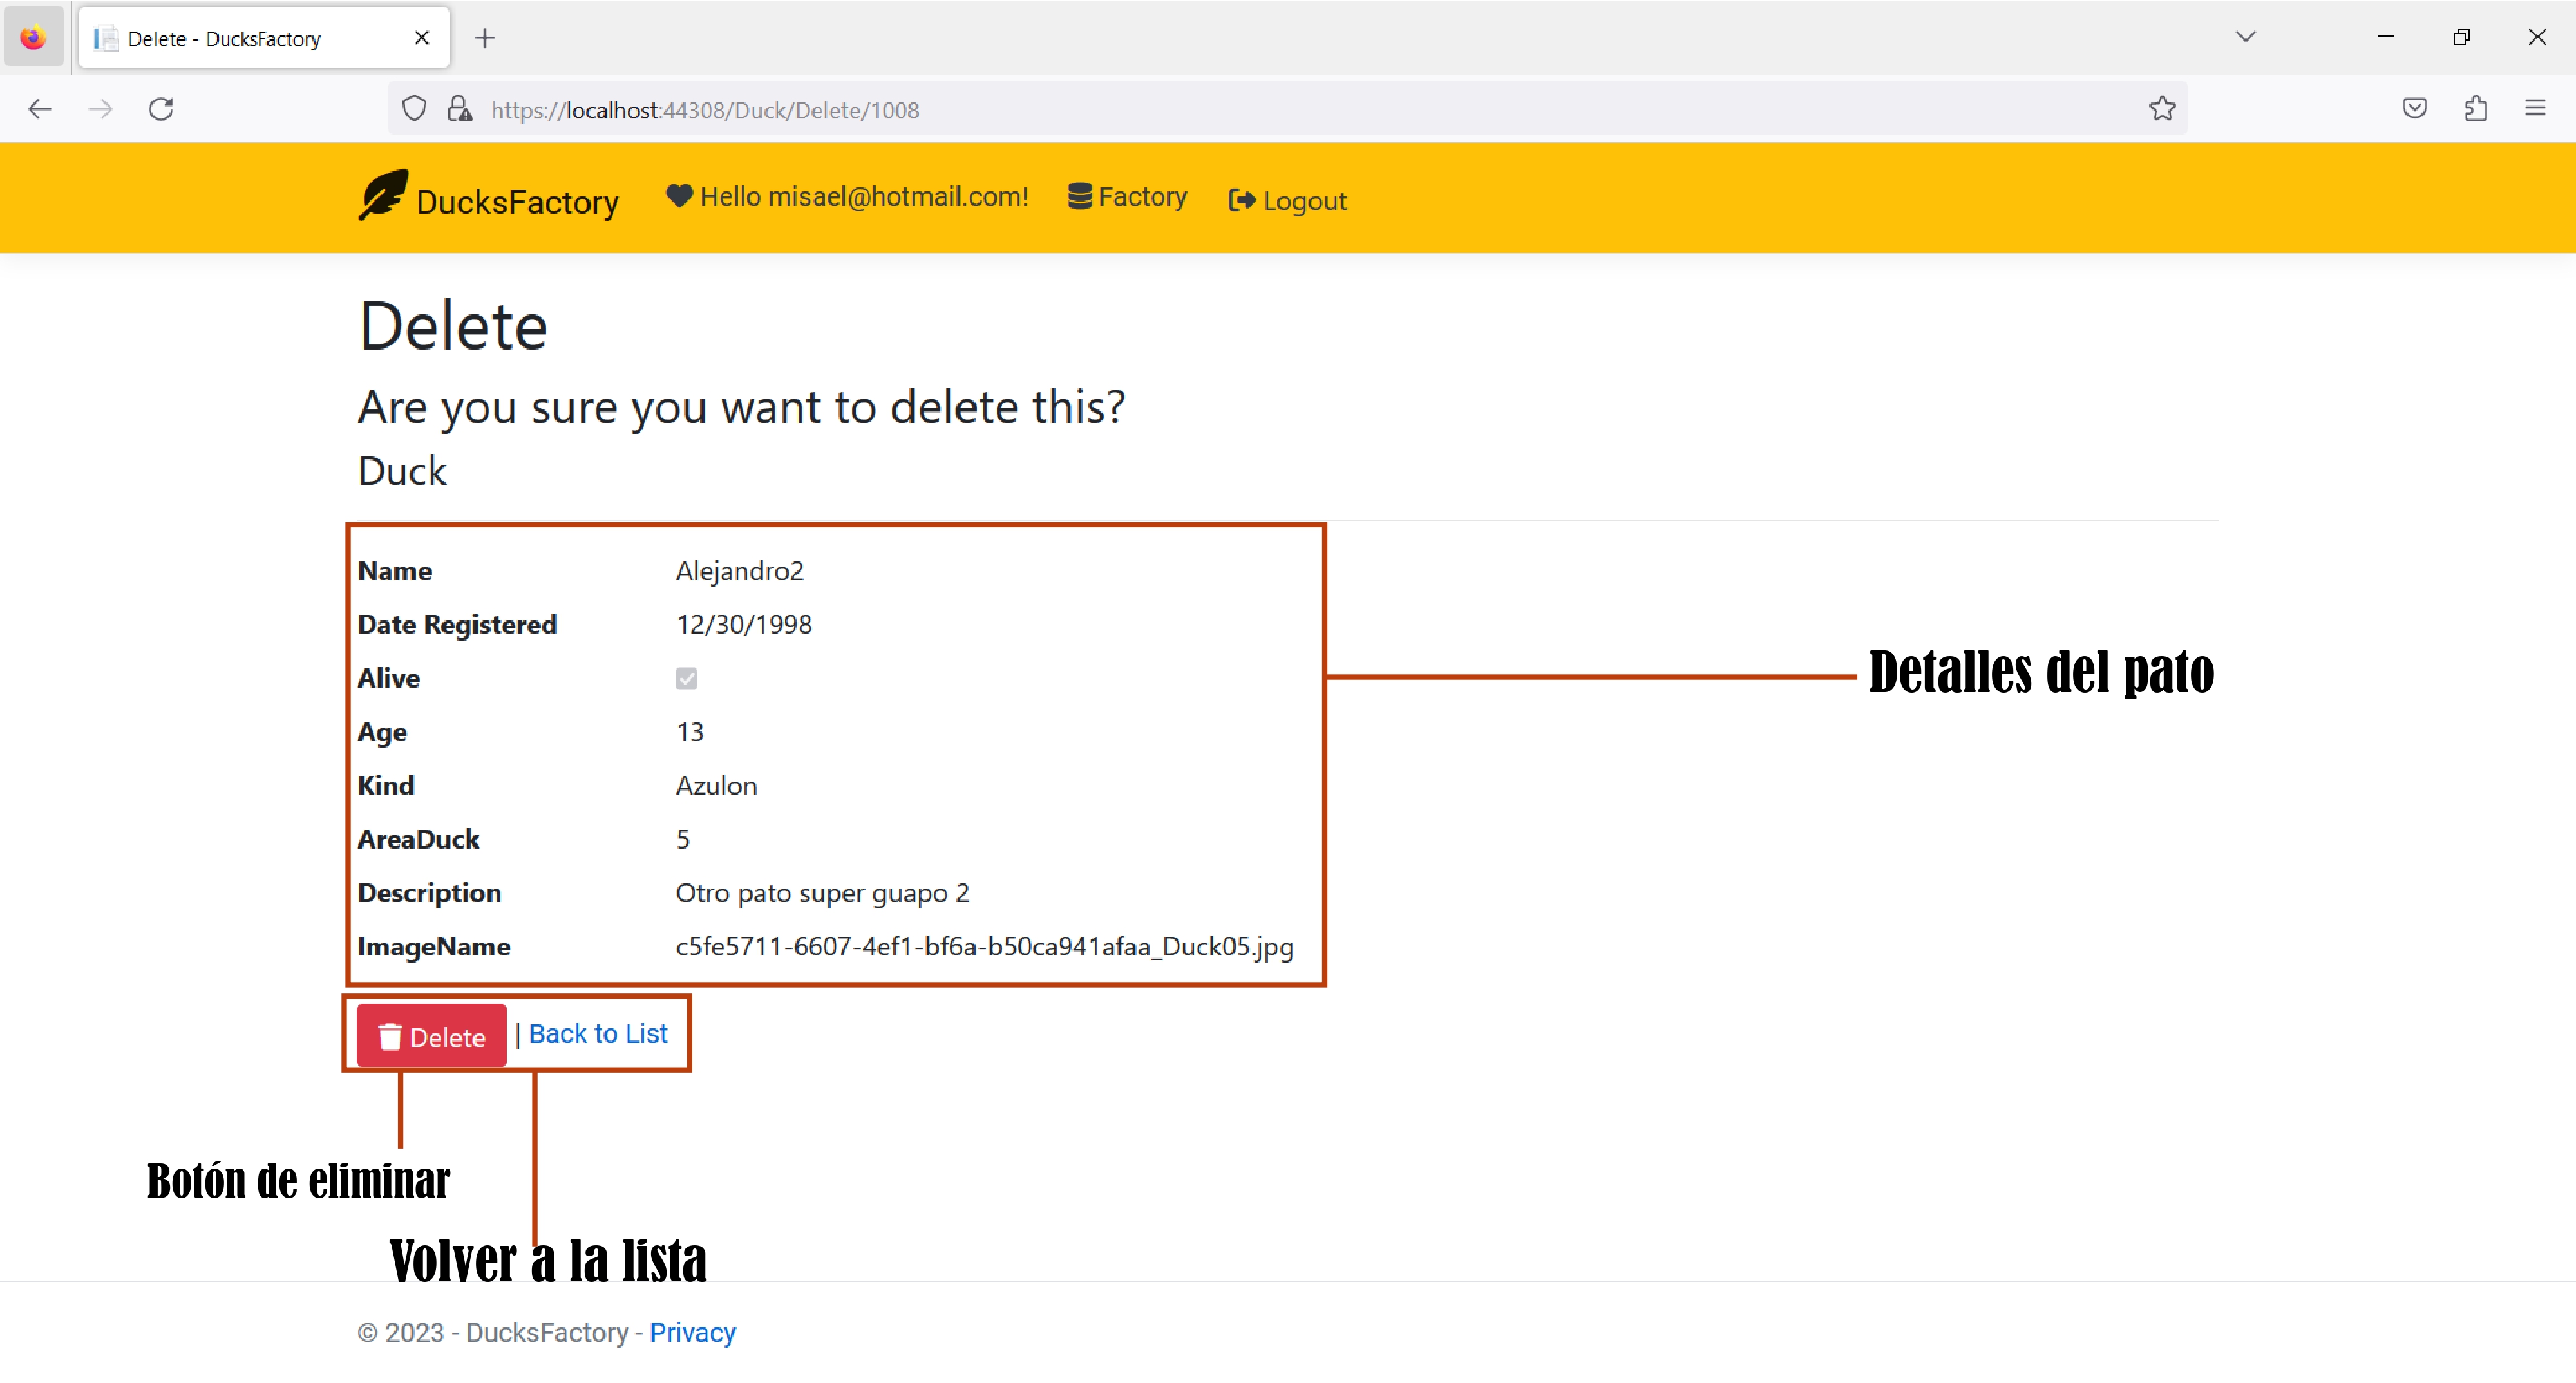 Delete - DucksFactory
https://localhost:44308/Duck/Delete/1008
DucksFactory Hello misael@hotmail.com! Factory Logout
Delete
Are you sure you want to delete this?
Duck
Name Alejandro2
Date Registered 12/30/1998
Alive
Age 13
Kind Azulon
AreaDuck 5
Description Otro pato super guapo 2
ImageName c5fe5711-6607-4ef1-bf6a-b50ca941afaa_Duck05.jpg
Detalles del pato
Delete | Back to List
Botón de eliminar
Volver a la lista
© 2023 - DucksFactory - Privacy